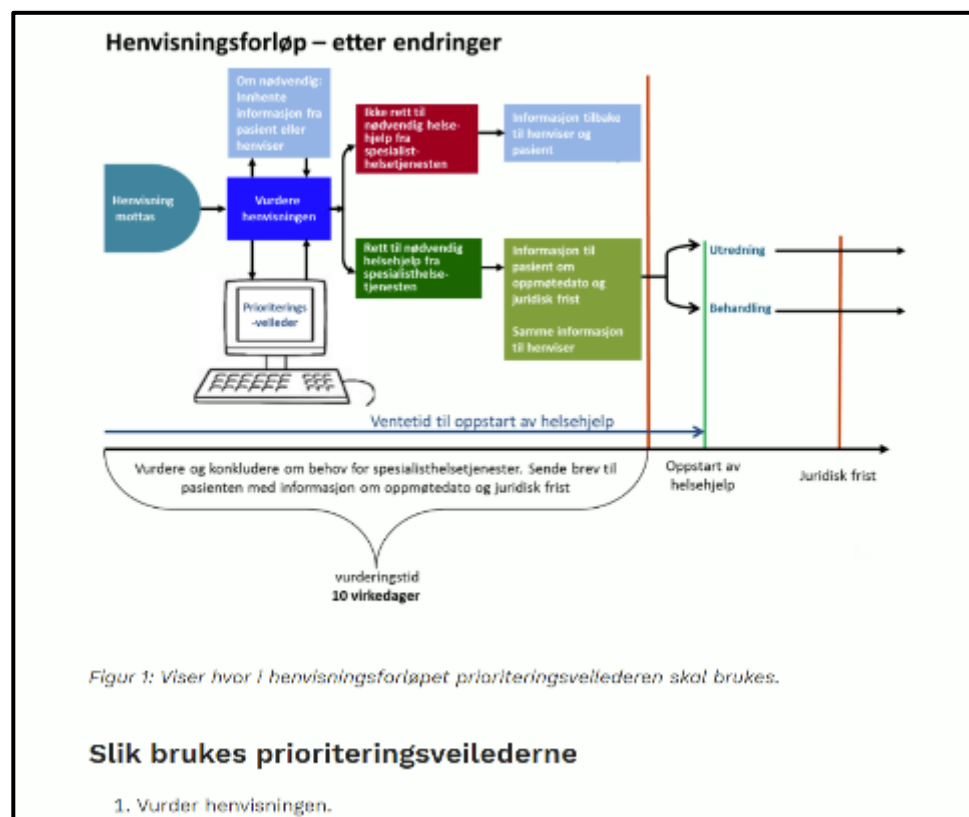 Henvisningsforløp – etter endringer
Om nødvendig:
Innhente
informasjon fra
pasient eller
henviser
Ikke rett til
nødvendig helse-
hjelp fra
spesialist-
helsetjenesten
Informasjon tilbake
til henviser og
pasient
Henvisning
mottas
Vurdere
henvisningen
Rett til nødvendig
helsehjelp fra
spesialisthelse-
tjenesten
Informasjon til
pasient om
oppmøtedato og
juridisk frist
Samme informasjon
til henviser
Utredning
Behandling
Prioriterings
-veileder
Ventetid til oppstart av helsehjelp
Vurdere og konkludere om behov for spesialisthelsetjenester. Sende brev til
pasienten med informasjon om oppmøtedato og juridisk frist
Oppstart av
helsehjelp
Juridisk frist
vurderingstid
10 virkedager
Figur 1: Viser hvor i henvisningsforløpet prioriteringsveilederen skal brukes.
Slik brukes prioriteringsveilederne
1. Vurder henvisningen.